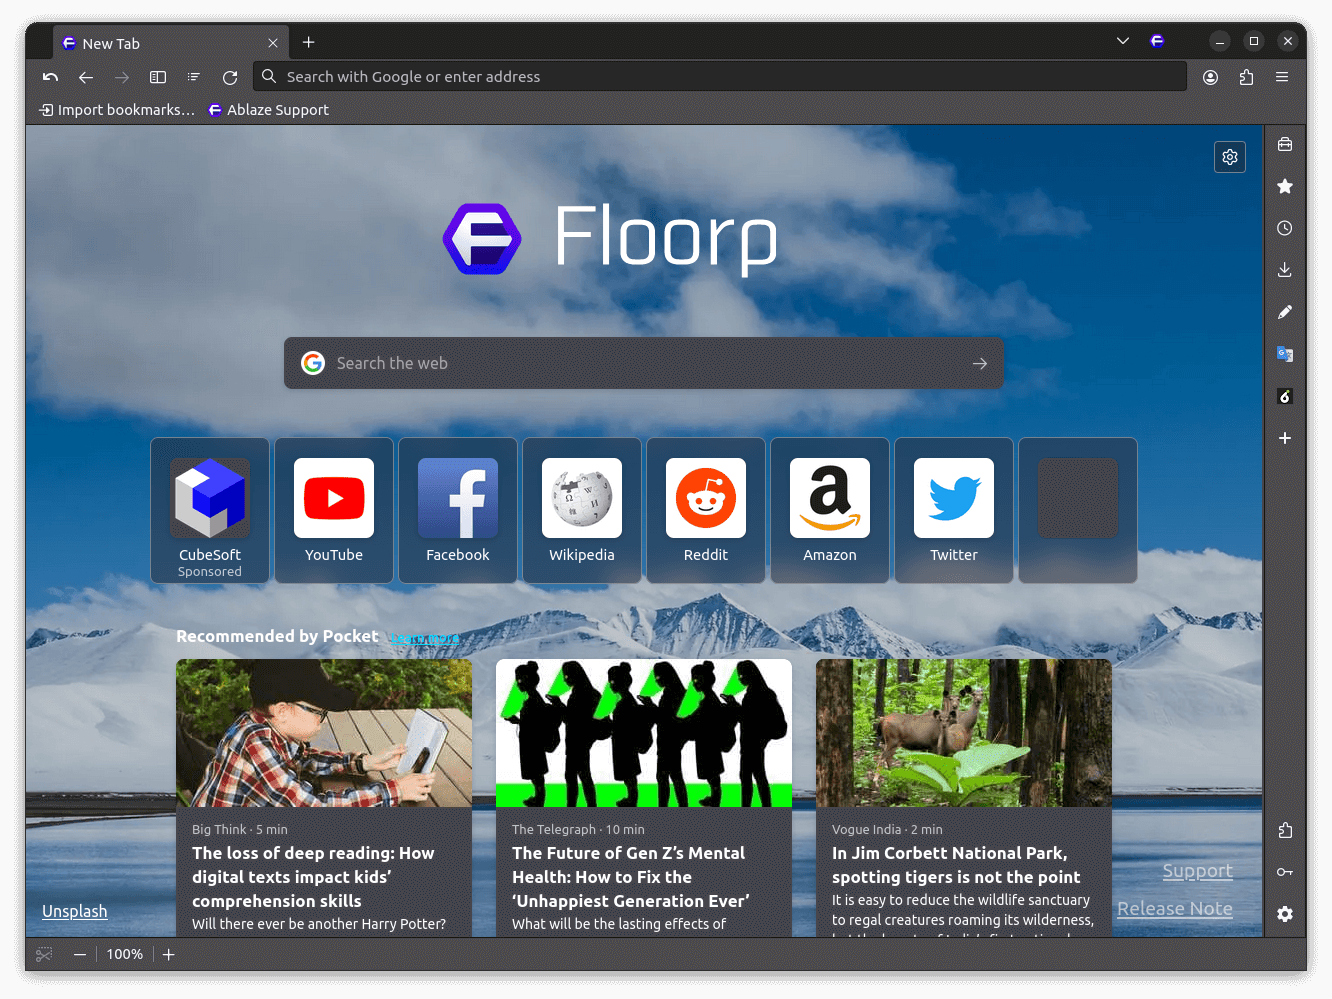 New Tab
Search with Google or enter address
Import bookmarks...
Ablaze Support
Floorp
Search the web
CubeSoft
Sponsored
YouTube
Facebook
Wikipedia
Reddit
Amazon
Twitter
Recommended by Pocket
Learn more
Big Think · 5 min
The loss of deep reading: How
digital texts impact kids’
comprehension skills
Will there ever be another Harry Potter?
The Telegraph · 10 min
The Future of Gen Z’s Mental
Health: How to Fix the
‘Unhappiest Generation Ever’
What will be the lasting effects of
Vogue India · 2 min
In Jim Corbett National Park,
spotting tigers is not the point
It is easy to reduce the wildlife sanctuary
to regal creatures roaming its wilderness,
Support
Release Note
Unsplash
100%